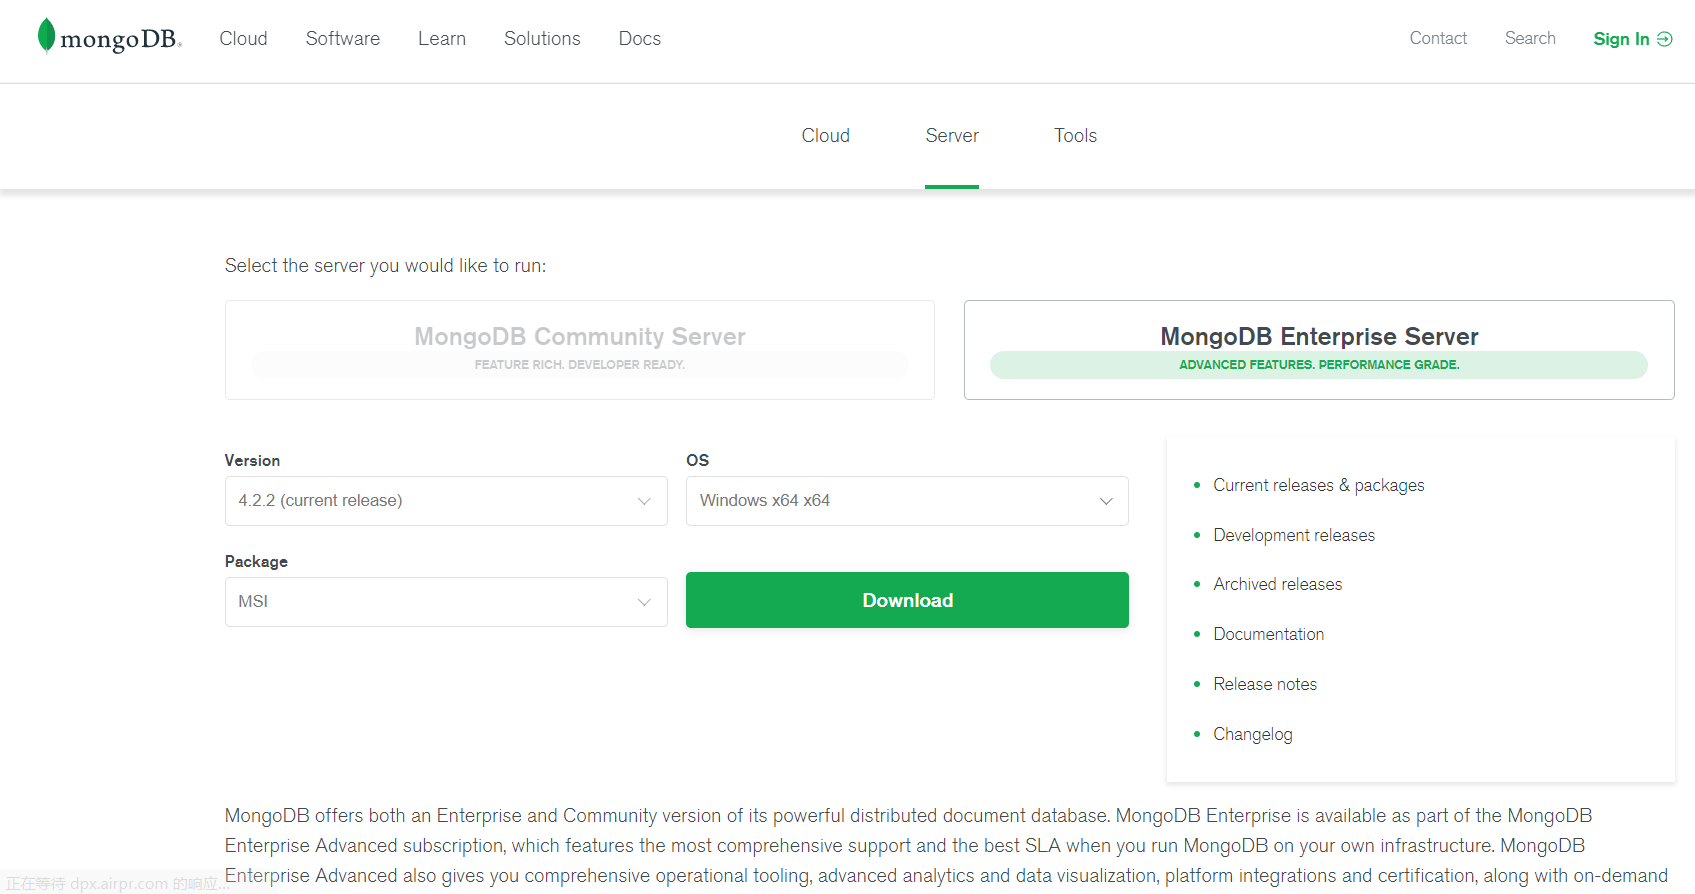 mongoDB.
Cloud
Software
Learn
Solutions
Docs
Contact
Search
Sign In
Cloud
Server
Tools
Select the server you would like to run:
MongoDB Community Server
FEATURE RICH. DEVELOPER READY.
MongoDB Enterprise Server
ADVANCED FEATURES. PERFORMANCE GRADE.
Version
4.2.2 (current release)
OS
Windows x64 x64
Package
MSI
Download
Current releases & packages
Development releases
Archived releases
Documentation
Release notes
Changelog
MongoDB offers both an Enterprise and Community version of its powerful distributed document database. MongoDB Enterprise is available as part of the MongoDB
Enterprise Advanced subscription, which features the most comprehensive support and the best SLA when you run MongoDB on your own infrastructure. MongoDB
Enterprise Advanced also gives you comprehensive operational tooling, advanced analytics and data visualization, platform integrations and certification, along with on-demand
正在等待 dpx.airpr.com 的响应...